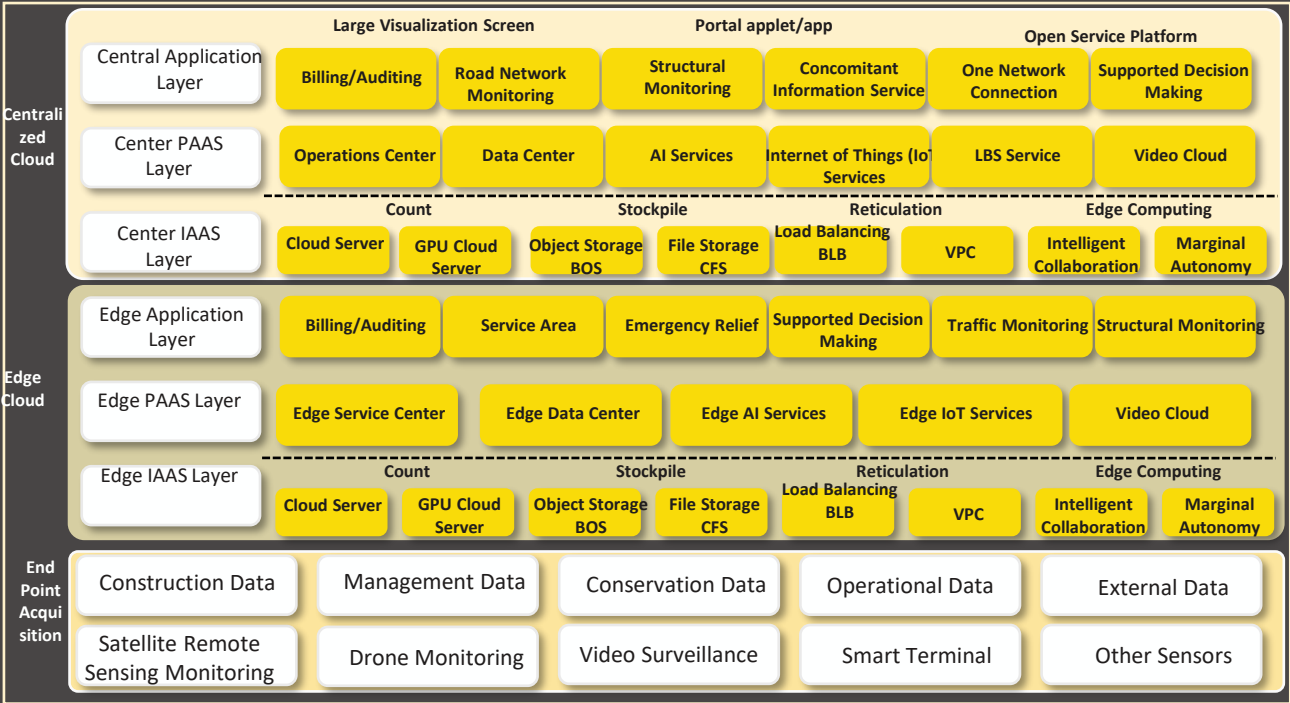 Large Visualization Screen
Portal applet/app
Open Service Platform
Centrali
zed
Cloud
Central Application
Layer
Billing/Auditing
Road Network
Monitoring
Structural
Monitoring
Concomitant
Information Service
One Network
Connection
Supported Decision
Making
Center PAAS
Layer
Operations Center
Data Center
AI Services
Internet of Things (IoT
Services
LBS Service
Video Cloud
Center IAAS
Layer
Count
Stockpile
Reticulation
Edge Computing
Cloud Server
GPU Cloud
Server
Object Storage
BOS
File Storage
CFS
Load Balancing
BLB
VPC
Intelligent
Collaboration
Marginal
Autonomy
Edge
Cloud
Edge Application
Layer
Billing/Auditing
Service Area
Emergency Relief
Supported Decision
Making
Traffic Monitoring
Structural Monitoring
Edge PAAS Layer
Edge Service Center
Edge Data Center
Edge AI Services
Edge IoT Services
Video Cloud
Edge IAAS Layer
Count
Stockpile
Reticulation
Edge Computing
Cloud Server
GPU Cloud
Server
Object Storage
BOS
File Storage
CFS
Load Balancing
BLB
VPC
Intelligent
Collaboration
Marginal
Autonomy
End
Point
Acqui
sition
Construction Data
Management Data
Conservation Data
Operational Data
External Data
Satellite Remote
Sensing Monitoring
Drone Monitoring
Video Surveillance
Smart Terminal
Other Sensors